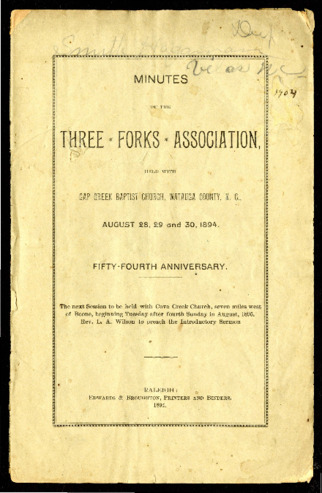 MINUTES
OF THE
THREE FORKS ASSOCIATION,
HELD WITH
GAP CREEK BAPTIST CHURCH, WATAUGA COUNTY, N. C.,
AUGUST 28, 29 and 30, 1894.
FIFTY-FOURTH ANNIVERSARY.
The next Session to be held with Cove Creek Church, seven miles west
of Boone, beginning Tuesday after fourth Sunday in August, 1895.
Rev. L. A. Wilson to preach the Introductory Sermon
RALEIGH:
EDWARDS & BROUGHTON, PRINTERS AND BINDERS.
1894.